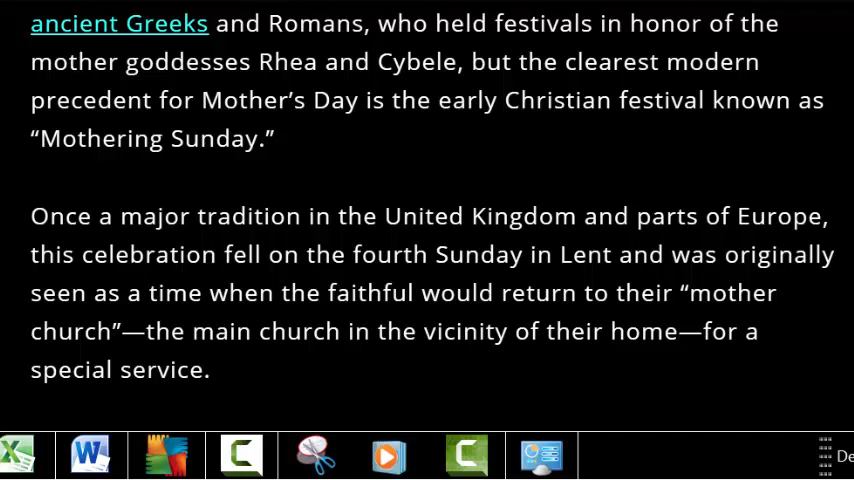 ancient Greeks and Romans, who held festivals in honor of the
mother goddesses Rhea and Cybele, but the clearest modern
precedent for Mother’s Day is the early Christian festival known as
“Mothering Sunday.”
Once a major tradition in the United Kingdom and parts of Europe,
this celebration fell on the fourth Sunday in Lent and was originally
seen as a time when the faithful would return to their “mother
church”—the main church in the vicinity of their home—for a
special service.
De